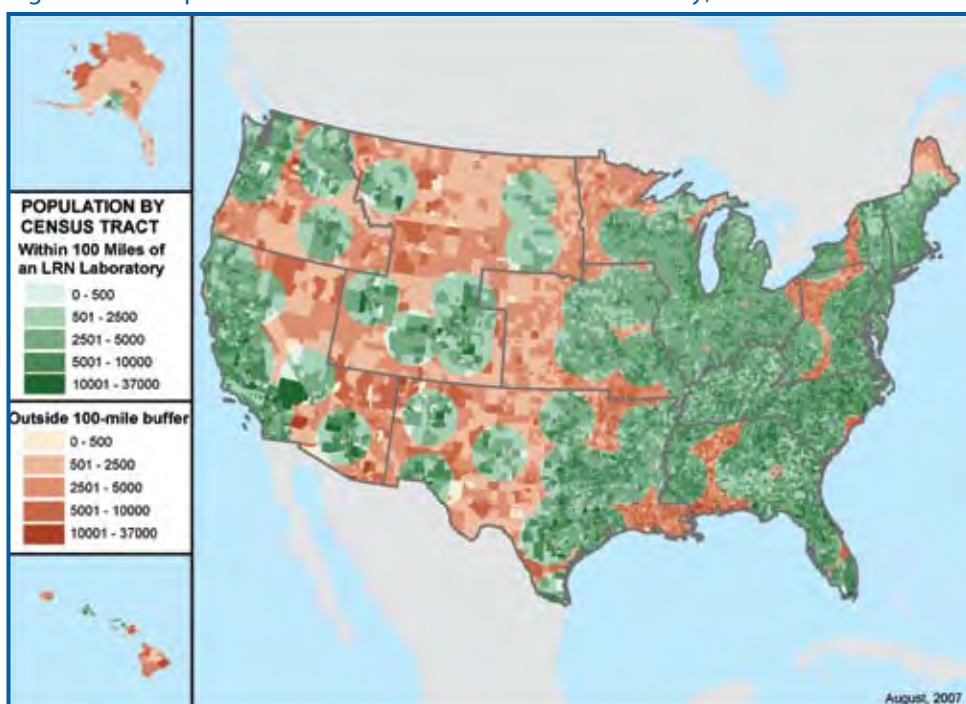 POPULATION BY
CENSUS TRACT
Within 100 Miles of
an LRN Laboratory
0 - 500
501 - 2500
2501 - 5000
5001 - 10000
10001 - 37000
Outside 100-mile buffer
0 - 500
501 - 2500
2501 - 5000
5001 - 10000
10001 - 37000
August, 2007